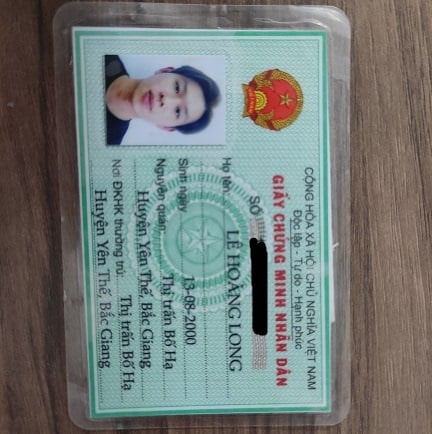 CỘNG HÒA XÃ HỘI CHỦ NGHĨA VIỆT NAM
Độc lập - Tự do - Hạnh phúc
GIẤY CHỨNG MINH NHÂN DÂN
SỐ
Họ tên: LÊ HOÀNG LONG
Sinh ngày: 13-08-2000
Nguyên quán: Thị trấn Bố Hạ
Huyện Yên Thế, Bắc Giang
Nơi ĐKHK thường trú: Thị trấn Bố Hạ
Huyện Yên Thế, Bắc Giang